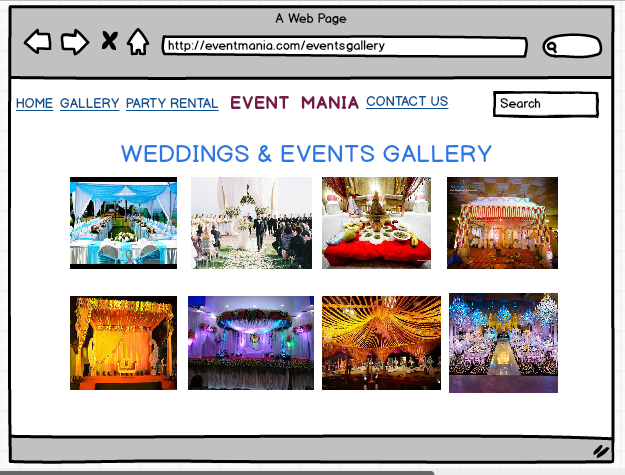 A Web Page
http://eventmania.com/eventsgallery
HOME GALLERY PARTY RENTAL EVENT MANIA CONTACT US
Search
WEDDINGS & EVENTS GALLERY